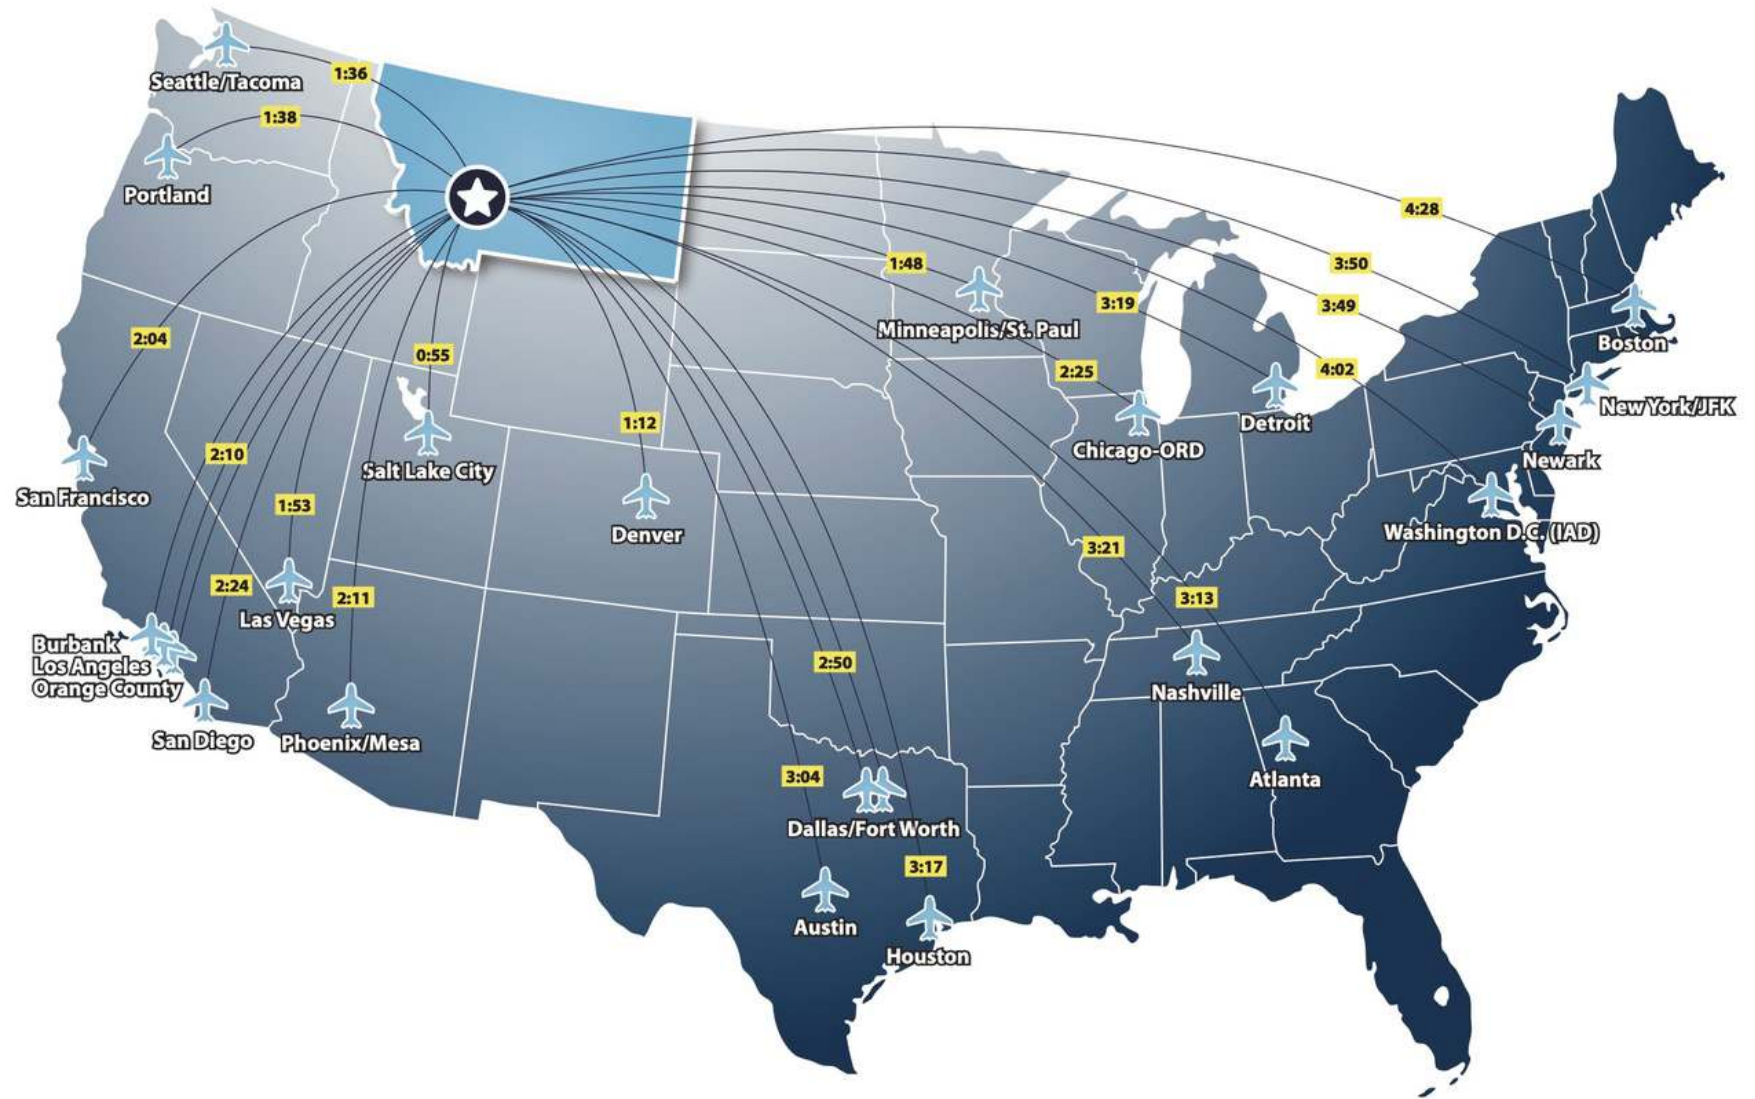 Seattle/Tacoma
1:36
1:38
Portland
4:28
3:50
1:48
3:19
3:49
Minneapolis/St. Paul
2:04
Boston
0:55
2:25
4:02
New York/JFK
1:12
Detroit
Chicago-ORD
2:10
Salt Lake City
Newark
San Francisco
1:53
Denver
Washington D.C. (IAD)
3:21
2:24
2:11
3:13
Las Vegas
Burbank
Los Angeles
Orange County
2:50
Nashville
San Diego
Phoenix/Mesa
3:04
Atlanta
Dallas/Fort Worth
3:17
Austin
Houston